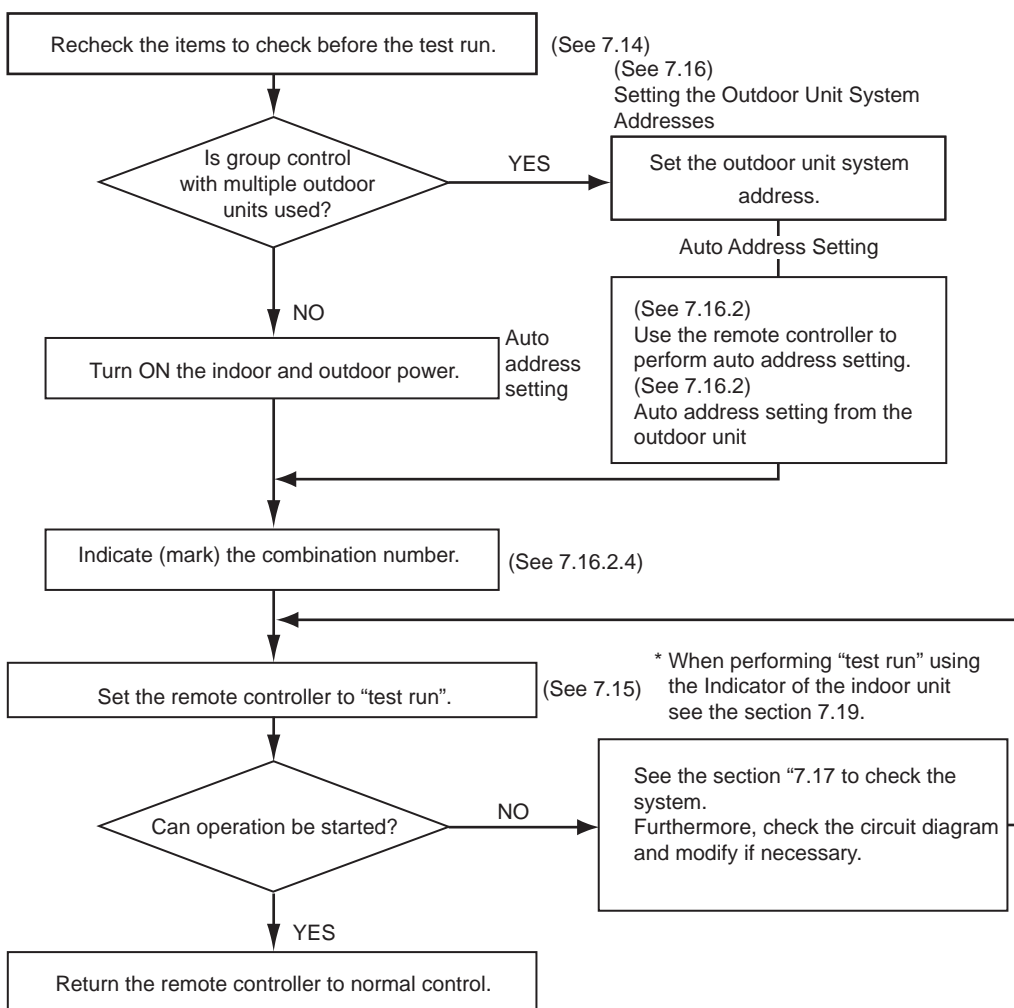 Recheck the items to check before the test run.
(See 7.14)
(See 7.16)
Setting the Outdoor Unit System
Addresses
Is group control
with multiple outdoor
units used?
YES
Set the outdoor unit system
address.
Auto Address Setting
(See 7.16.2)
Use the remote controller to
perform auto address setting.
(See 7.16.2)
Auto address setting from the
outdoor unit
NO
Turn ON the indoor and outdoor power.
Auto
address
setting
Indicate (mark) the combination number.
(See 7.16.2.4)
Set the remote controller to “test run”.
(See 7.15)
* When performing “test run” using
the Indicator of the indoor unit
see the section 7.19.
Can operation be started?
NO
See the section “7.17 to check the
system.
Furthermore, check the circuit diagram
and modify if necessary.
YES
Return the remote controller to normal control.